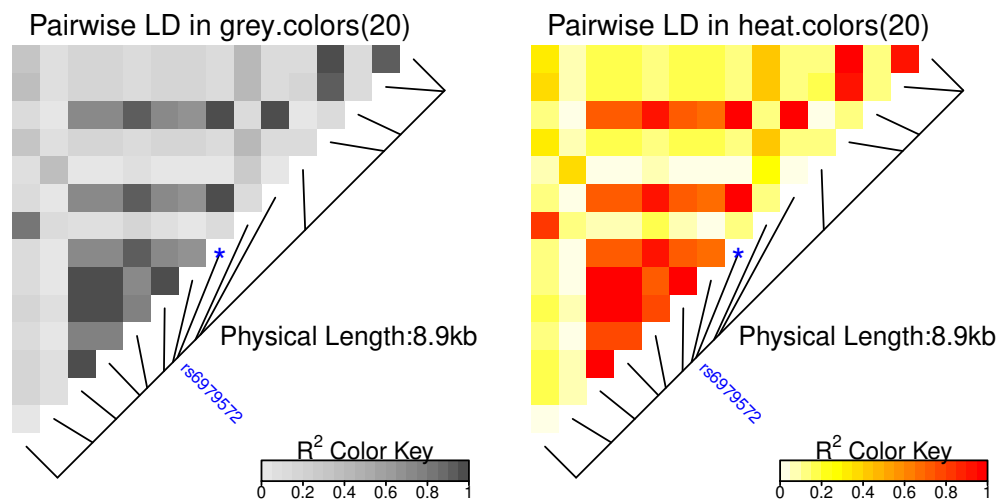 Pairwise LD in grey.colors(20)
*
Physical Length:8.9kb
rs6979572
R² Color Key
0 0.2 0.4 0.6 0.8 1
Pairwise LD in heat.colors(20)
*
Physical Length:8.9kb
rs6979572
R² Color Key
0 0.2 0.4 0.6 0.8 1